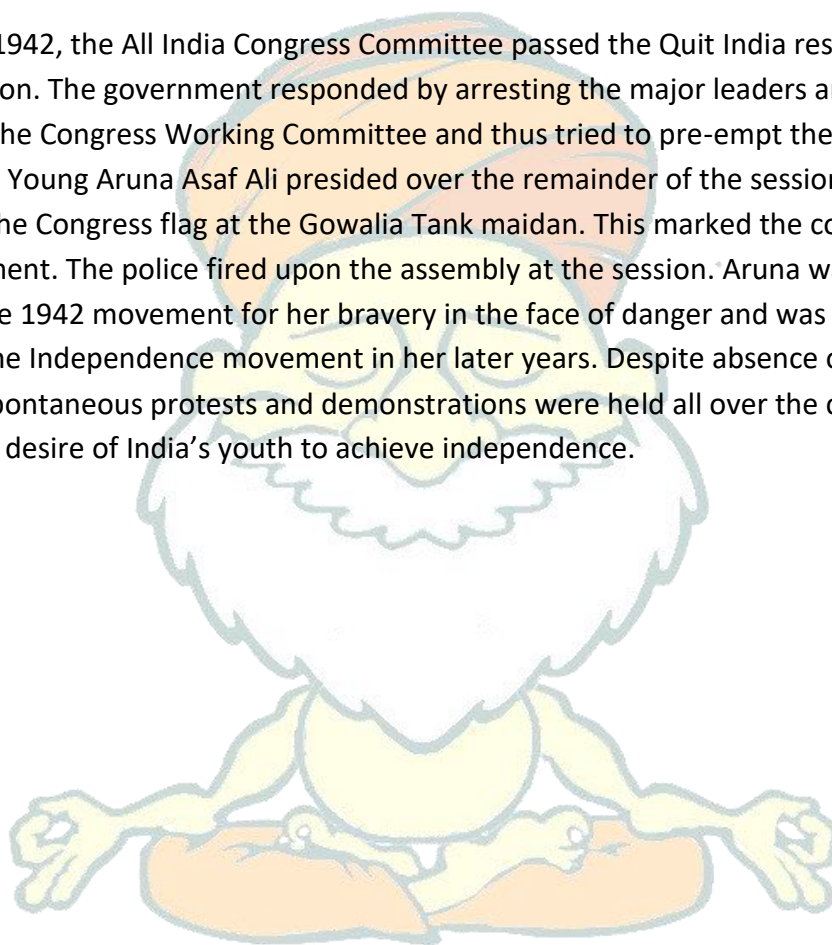 1942, the All India Congress Committee passed the Quit India res
on. The government responded by arresting the major leaders a
he Congress Working Committee and thus tried to pre-empt the
Young Aruna Asaf Ali presided over the remainder of the session
he Congress flag at the Gowalia Tank maidan. This marked the co
nent. The police fired upon the assembly at the session. Aruna wa
e 1942 movement for her bravery in the face of danger and was
ne Independence movement in her later years. Despite absence
pontaneous protests and demonstrations were held all over the
desire of India’s youth to achieve independence.